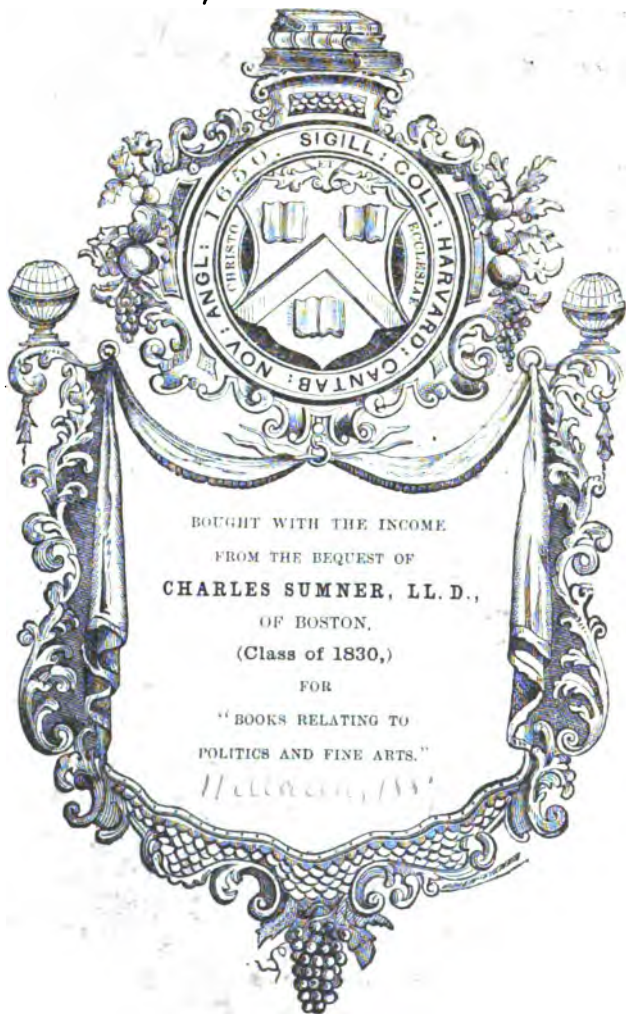 SIGILL: COLL: HARVARD: CANTAB: NOV: ANGL: 1650.
ET
CHRISTO
ECCLESIAE
BOUGHT WITH THE INCOME
FROM THE BEQUEST OF
CHARLES SUMNER, LL. D.,
OF BOSTON,
(Class of 1830,)
FOR
"BOOKS RELATING TO
POLITICS AND FINE ARTS."